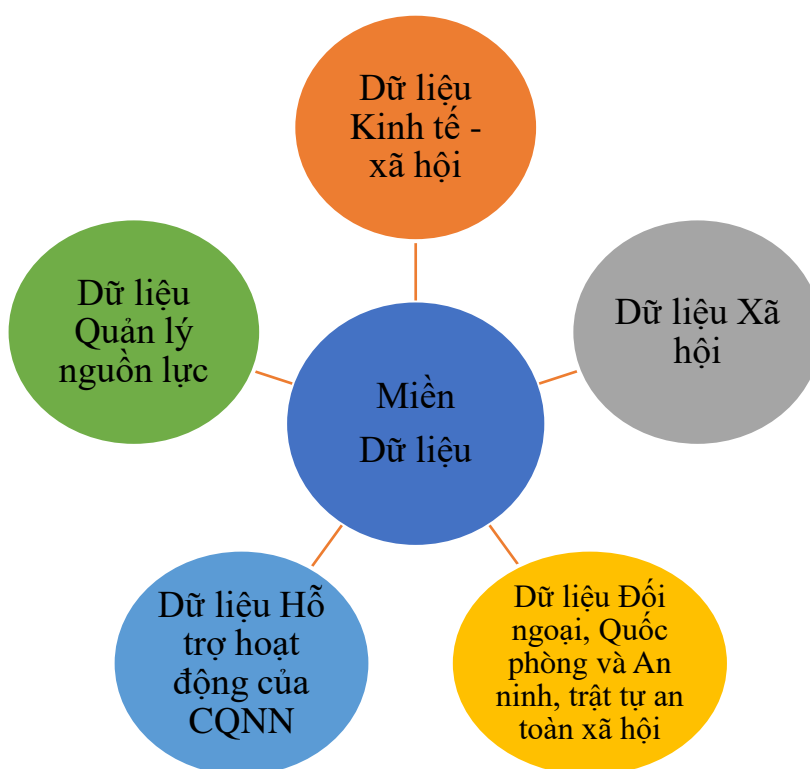 Dữ liệu
Kinh tế -
xã hội
Dữ liệu
Quản lý
nguồn lực
Dữ liệu Xã
hội
Miền
Dữ liệu
Dữ liệu Hỗ
trợ hoạt
động của
CQNN
Dữ liệu Đối
ngoại, Quốc
phòng và An
ninh, trật tự an
toàn xã hội